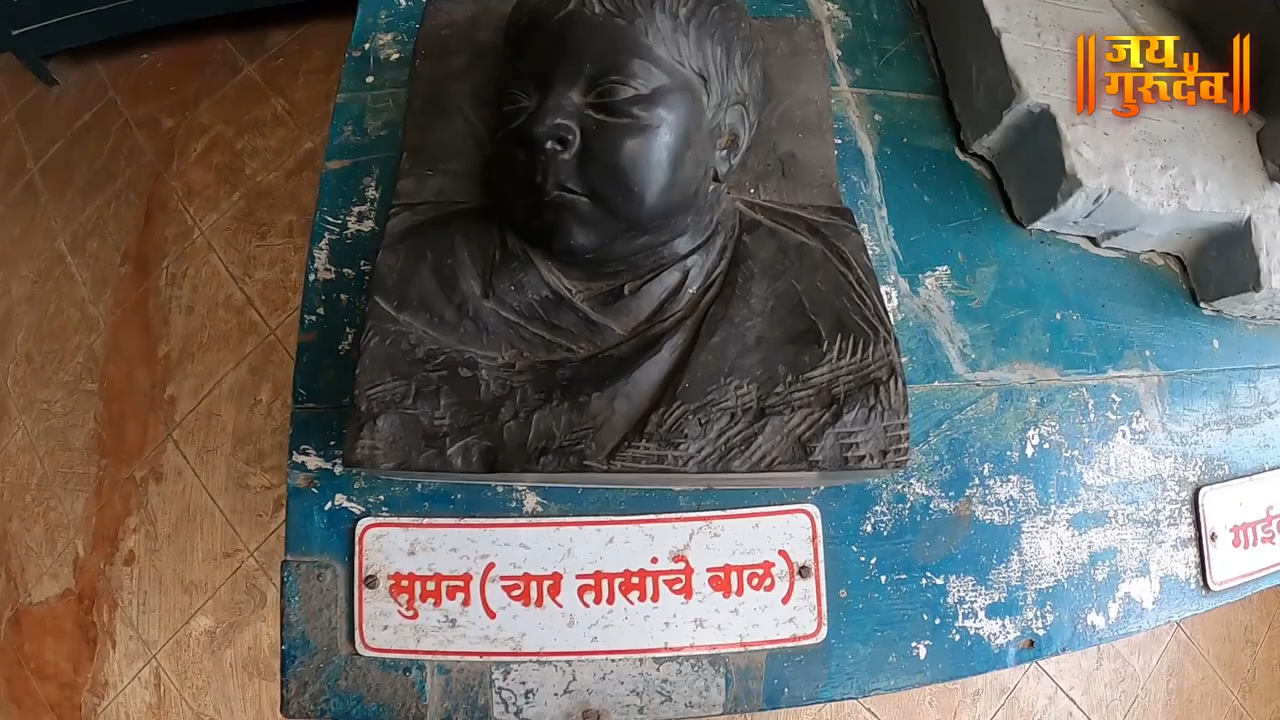 || जय
गुरूदेव ||
सुमन (चार तासांचे बाळ)